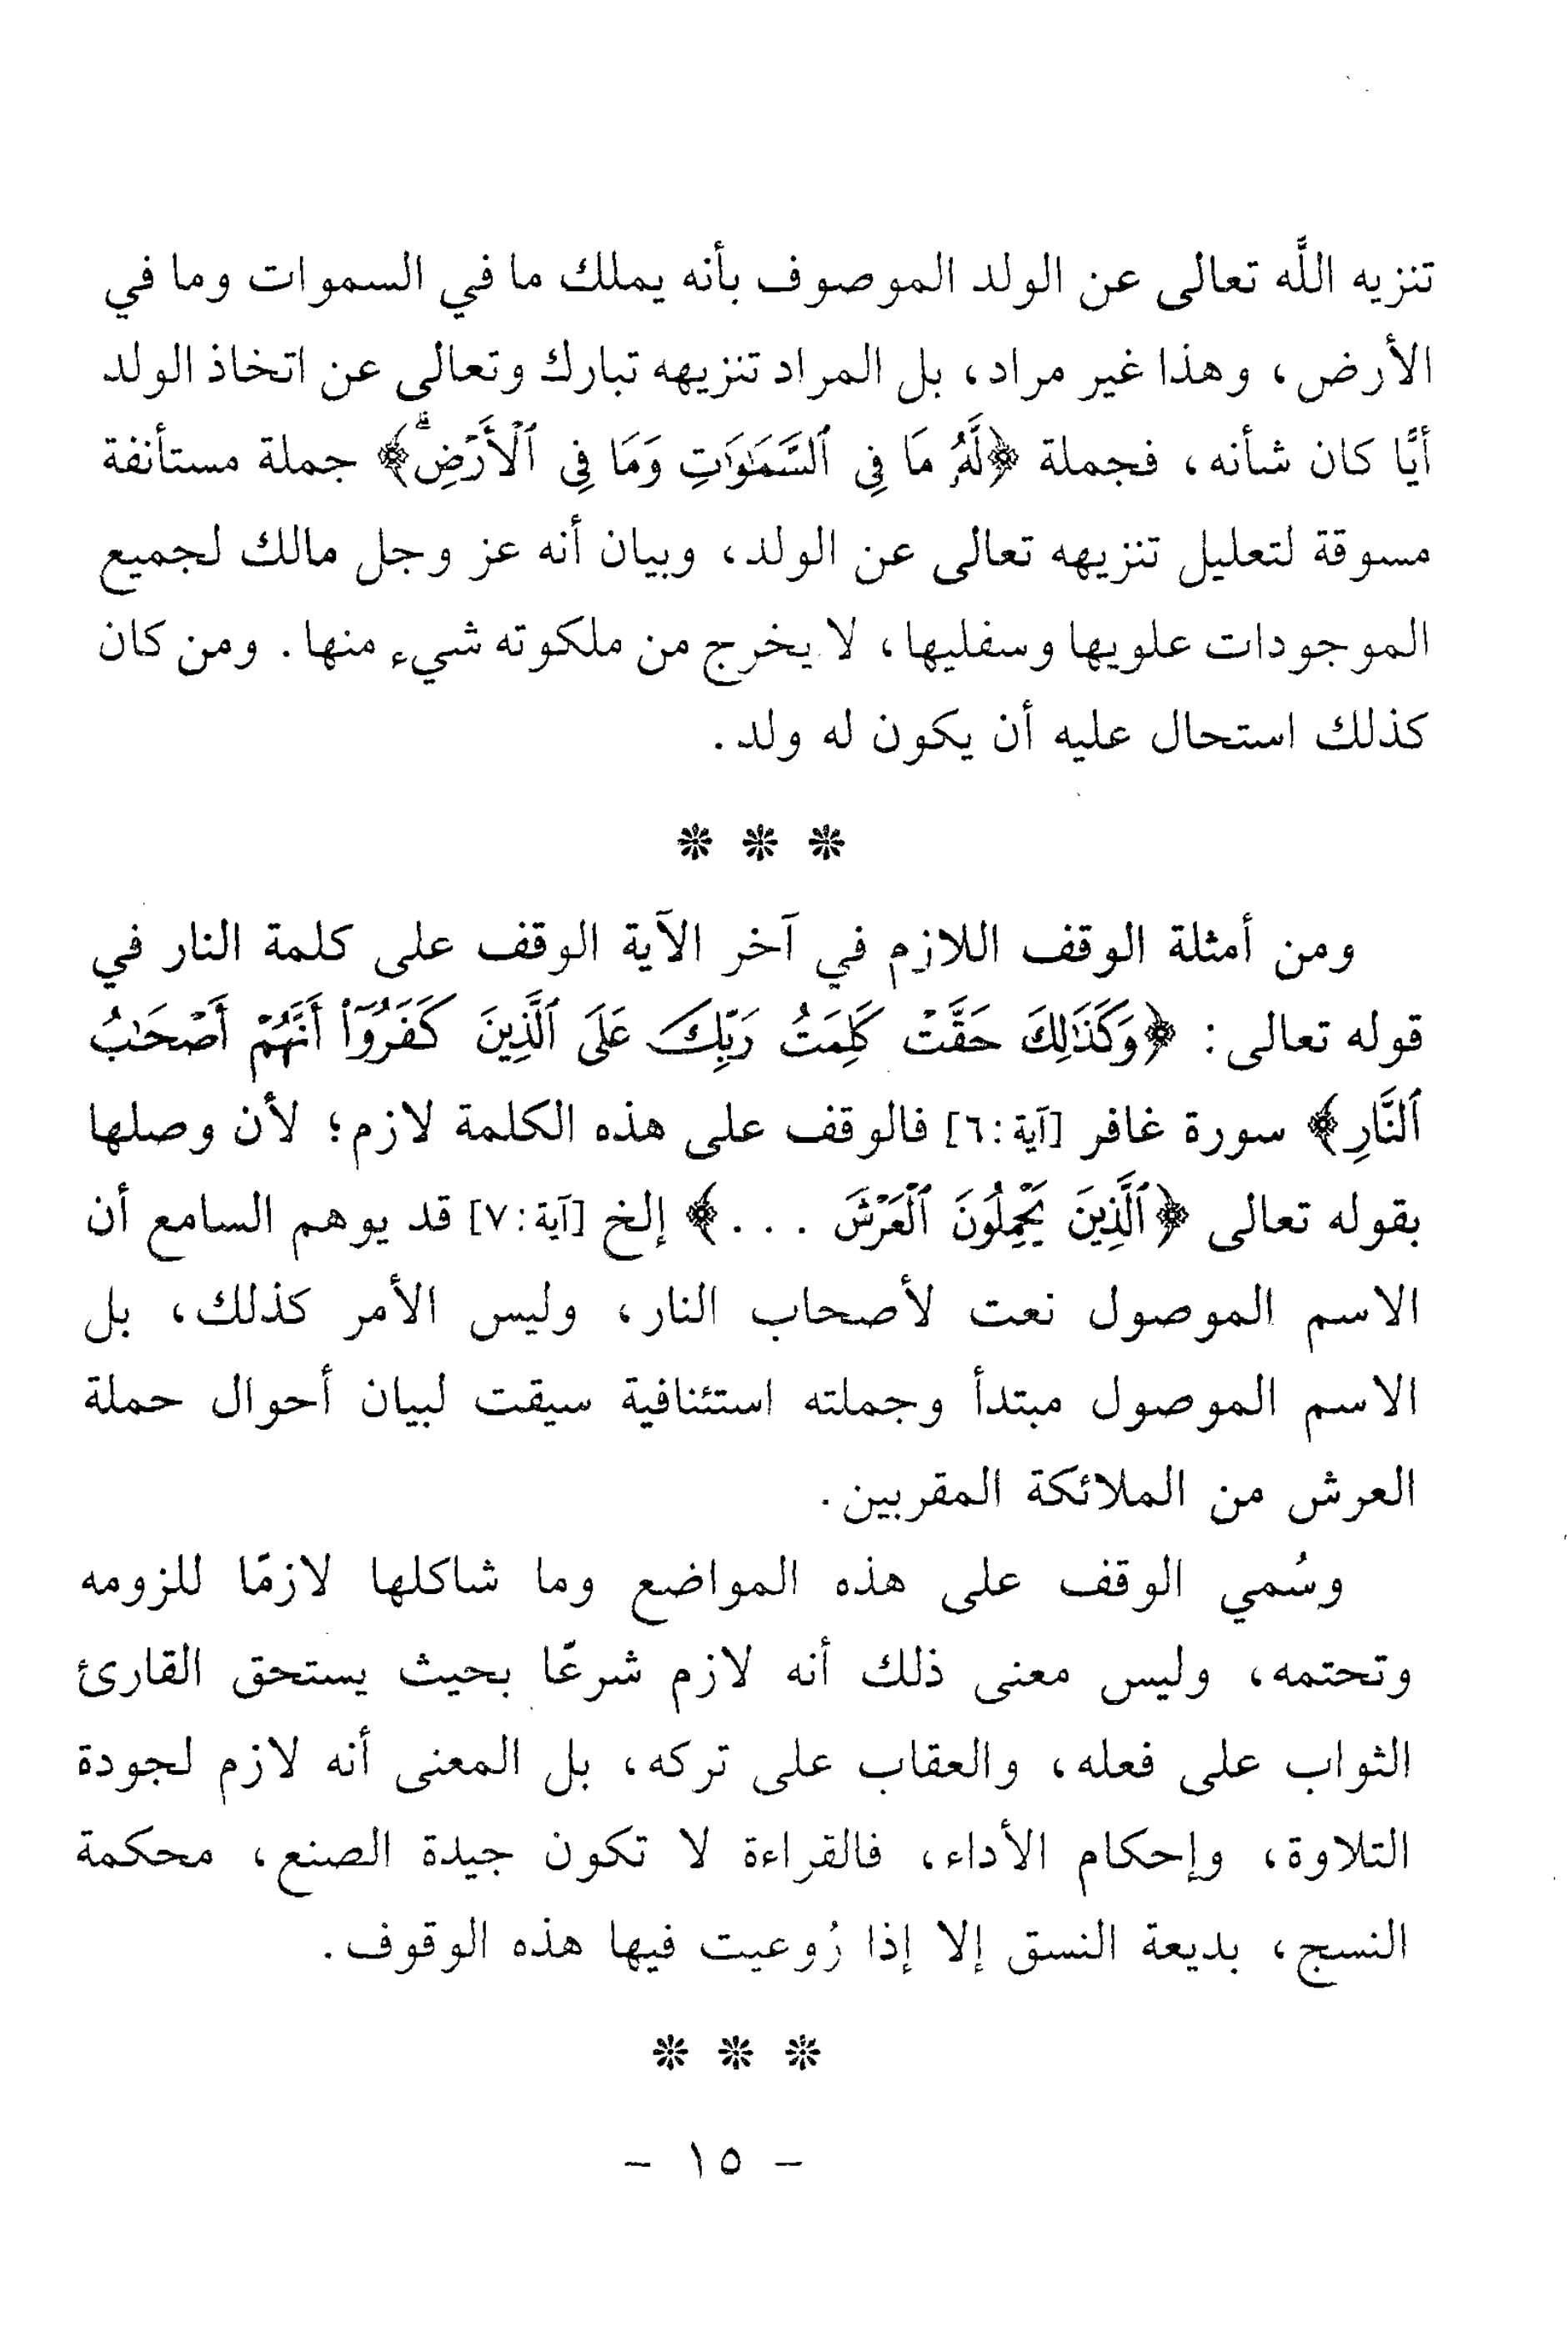 تنزيه اللَّه تعالى عن الولد الموصوف بأنه يملك ما في السموات وما في
الأرض، وهذا غير مراد، بل المراد تنزيهه تبارك وتعالى عن اتخاذ الولد
أيًّا كان شأنه، فجملة ﴿لَّهُۥ مَا فِي ٱلسَّمَٰوَٰتِ وَمَا فِي ٱلْأَرْضِۗ﴾ جملة مستأنفة
مسوقة لتعليل تنزيهه تعالى عن الولد، وبيان أنه عز وجل مالك لجميع
الموجودات علويها وسفليها، لا يخرج من ملكوته شيء منها. ومن كان
كذلك استحال عليه أن يكون له ولد.
❊ ❊ ❊
ومن أمثلة الوقف اللازم في آخر الآية الوقف على كلمة النار في
قوله تعالى: ﴿وَكَذَٰلِكَ حَقَّتْ كَلِمَتُ رَبِّكَ عَلَى ٱلَّذِينَ كَفَرُوٓا۟ أَنَّهُمْ أَصْحَٰبُ
ٱلنَّارِ﴾ سورة غافر [آية: ٦] فالوقف على هذه الكلمة لازم؛ لأن وصلها
بقوله تعالى ﴿ٱلَّذِينَ يَحْمِلُونَ ٱلْعَرْشَ . . .﴾ إلخ [آية: ٧] قد يوهم السامع أن
الاسم الموصول نعت لأصحاب النار، وليس الأمر كذلك، بل
الاسم الموصول مبتدأ وجملته استئنافية سيقت لبيان أحوال حملة
العرش من الملائكة المقربين.
وسُمي الوقف على هذه المواضع وما شاكلها لازمًا للزومه
وتحتمه، وليس معنى ذلك أنه لازم شرعًا بحيث يستحق القارئ
الثواب على فعله، والعقاب على تركه، بل المعنى أنه لازم لجودة
التلاوة، وإحكام الأداء، فالقراءة لا تكون جيدة الصنع، محكمة
النسج، بديعة النسق إلا إذا رُوعيت فيها هذه الوقوف.
❊ ❊ ❊
- ١٥ -